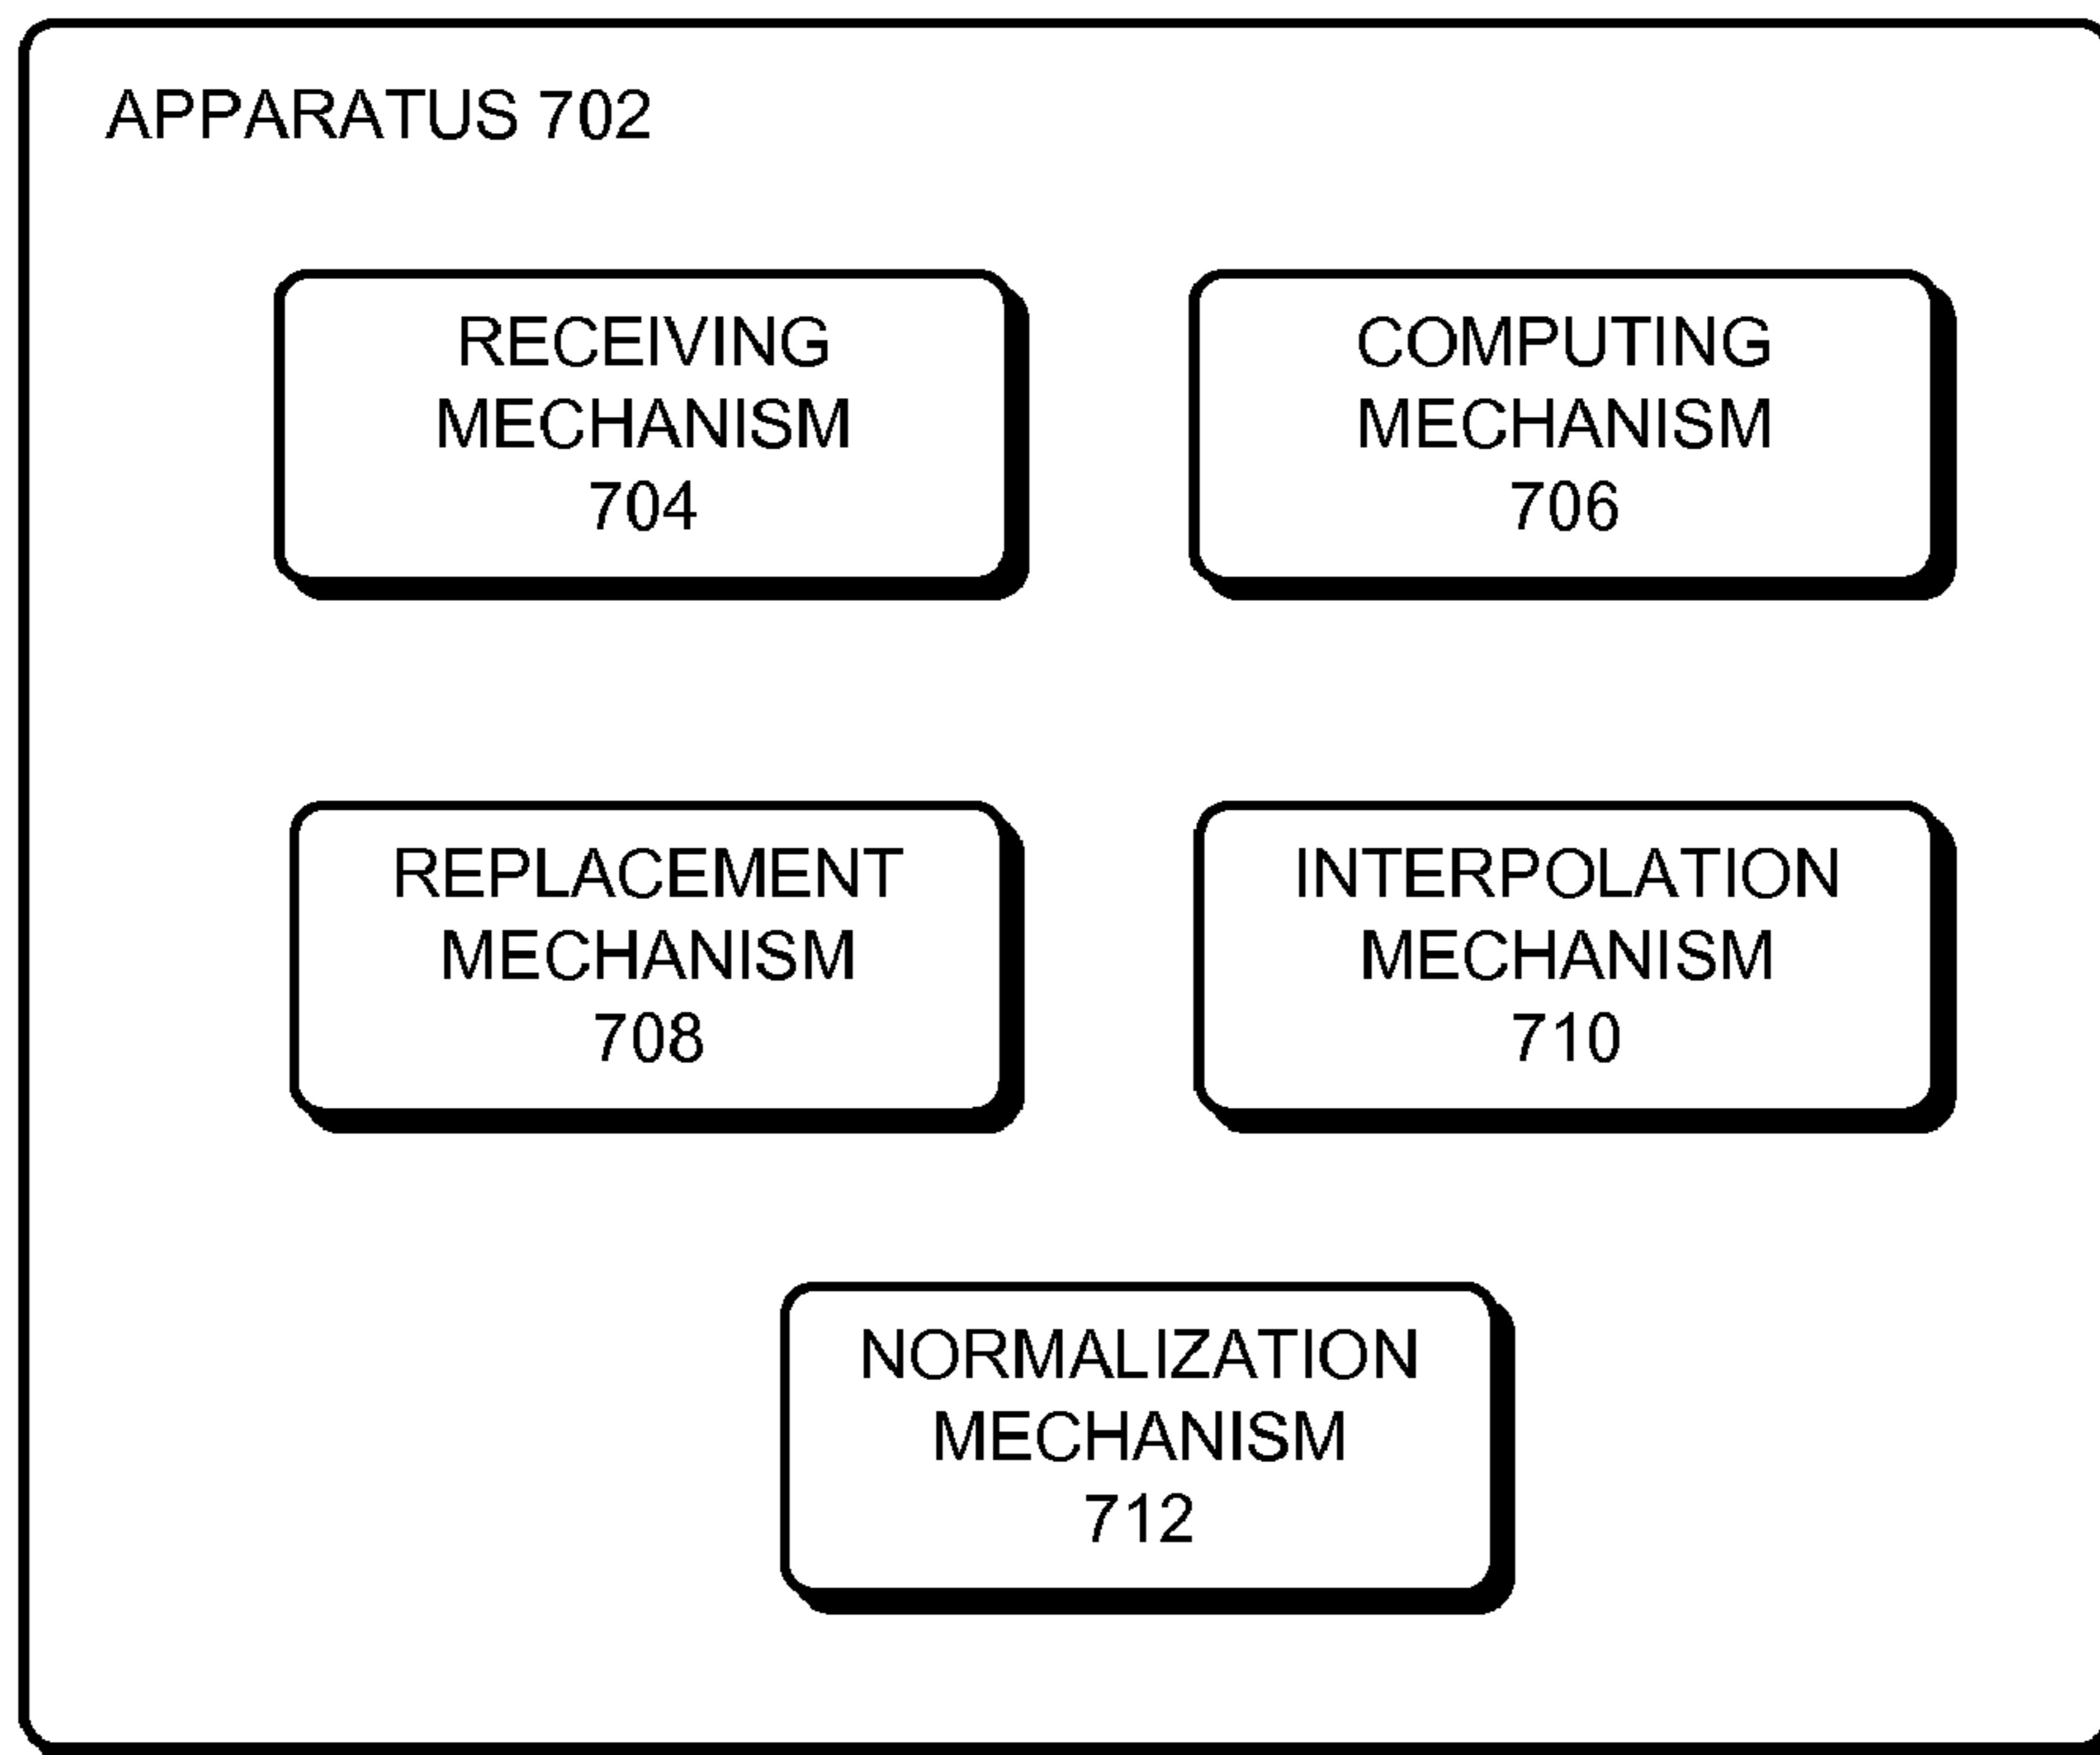 APPARATUS 702
RECEIVING
MECHANISM
704
COMPUTING
MECHANISM
706
REPLACEMENT
MECHANISM
708
INTERPOLATION
MECHANISM
710
NORMALIZATION
MECHANISM
712